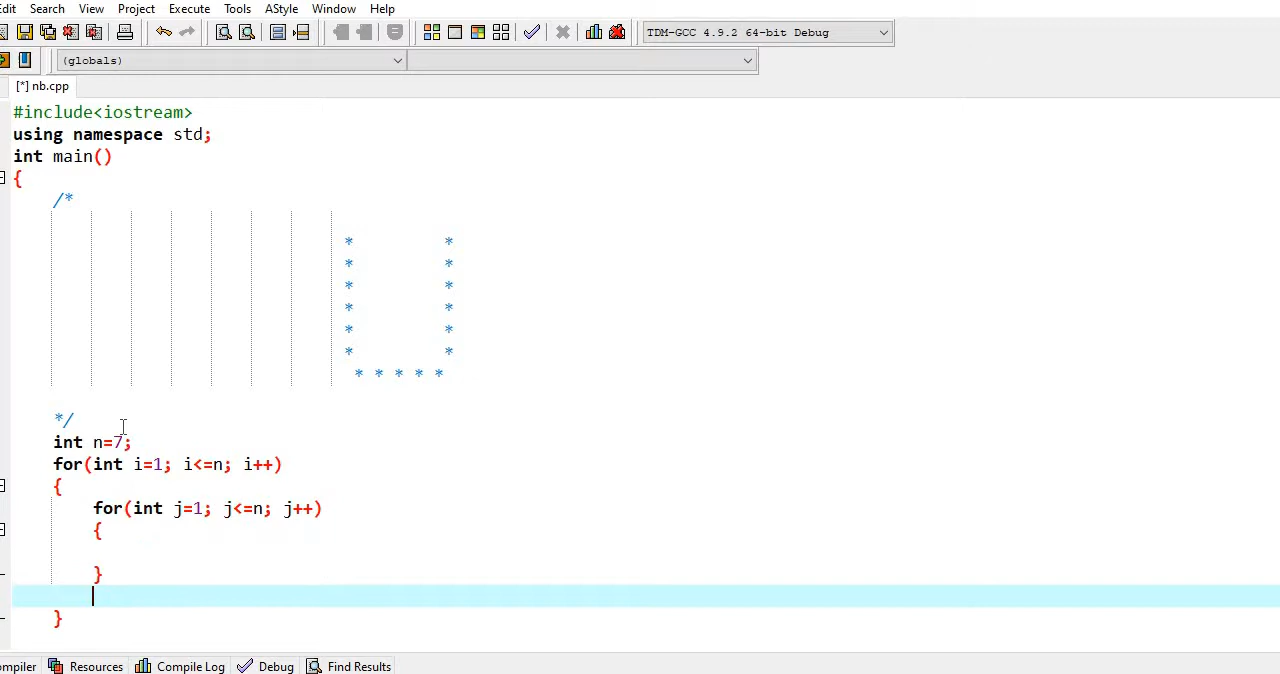 Edit Search View Project Execute Tools AStyle Window Help
TDM-GCC 4.9.2 64-bit Debug
(globals)
[*] nb.cpp
#include<iostream>
using namespace std;
int main()
{
/*
*          *
*          *
*          *
*          *
*          *
*          *
* * * * *
*/
int n=7;
for(int i=1; i<=n; i++)
{
for(int j=1; j<=n; j++)
{
}
}
ompiler Resources Compile Log Debug Find Results